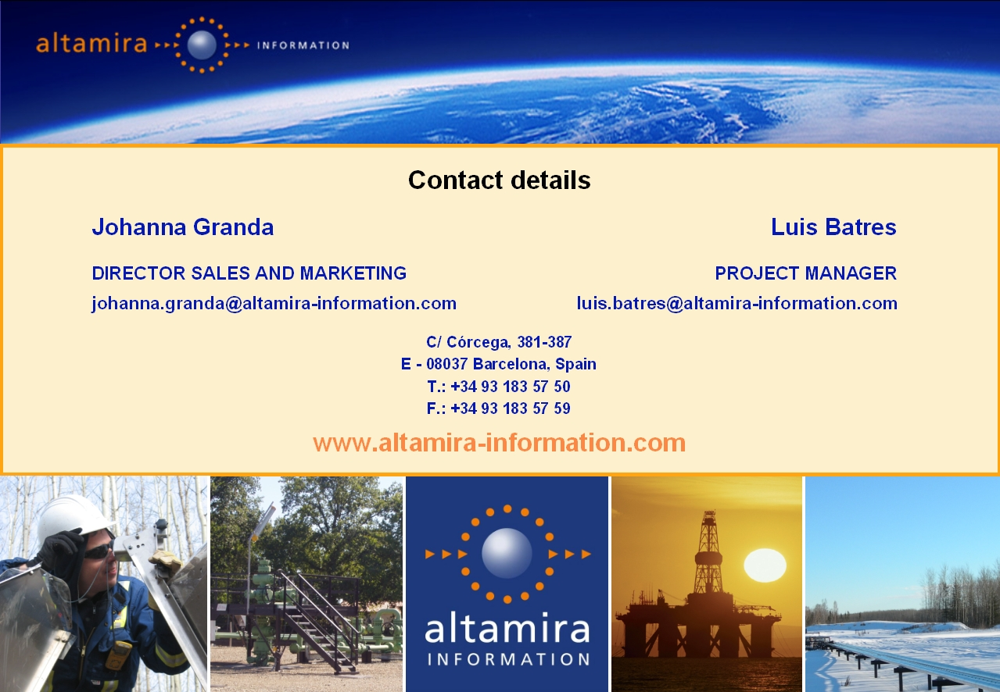 altamira INFORMATION
Contact details
Johanna Granda
Luis Batres
DIRECTOR SALES AND MARKETING
PROJECT MANAGER
johanna.granda@altamira-information.com
luis.batres@altamira-information.com
C/ Córcega, 381-387
E - 08037 Barcelona, Spain
T.: +34 93 183 57 50
F.: +34 93 183 57 59
www.altamira-information.com
altamira
INFORMATION